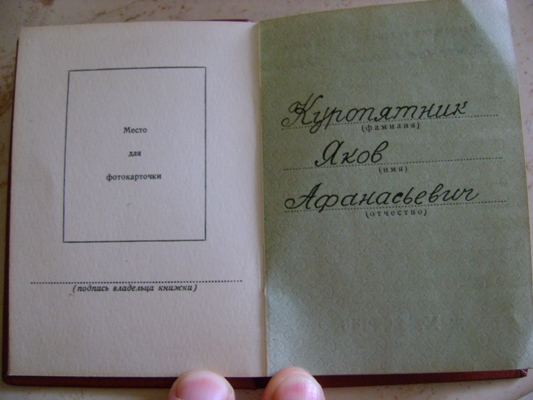 Место
для
фотокарточки
(подпись владельца книжки)
Куропятник
(фамилия)
Яков
(имя)
Афанасьевич
(отчество)